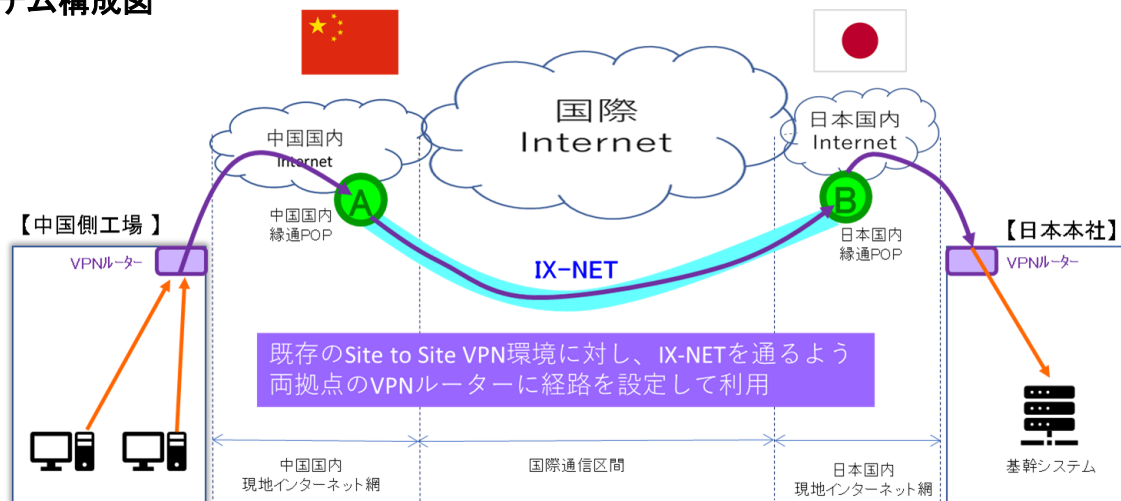 テム構成図
国際
Internet
中国国内
Internet
日本国内
Internet
A
B
中国国内
縁通POP
日本国内
縁通POP
【中国側工場 】
【日本本社】
VPNルーター
VPNルーター
IX-NET
既存のSite to Site VPN環境に対し、IX-NETを通るよう
両拠点のVPNルーターに経路を設定して利用
中国国内
現地インターネット網
国際通信区間
日本国内
現地インターネット網
基幹システム